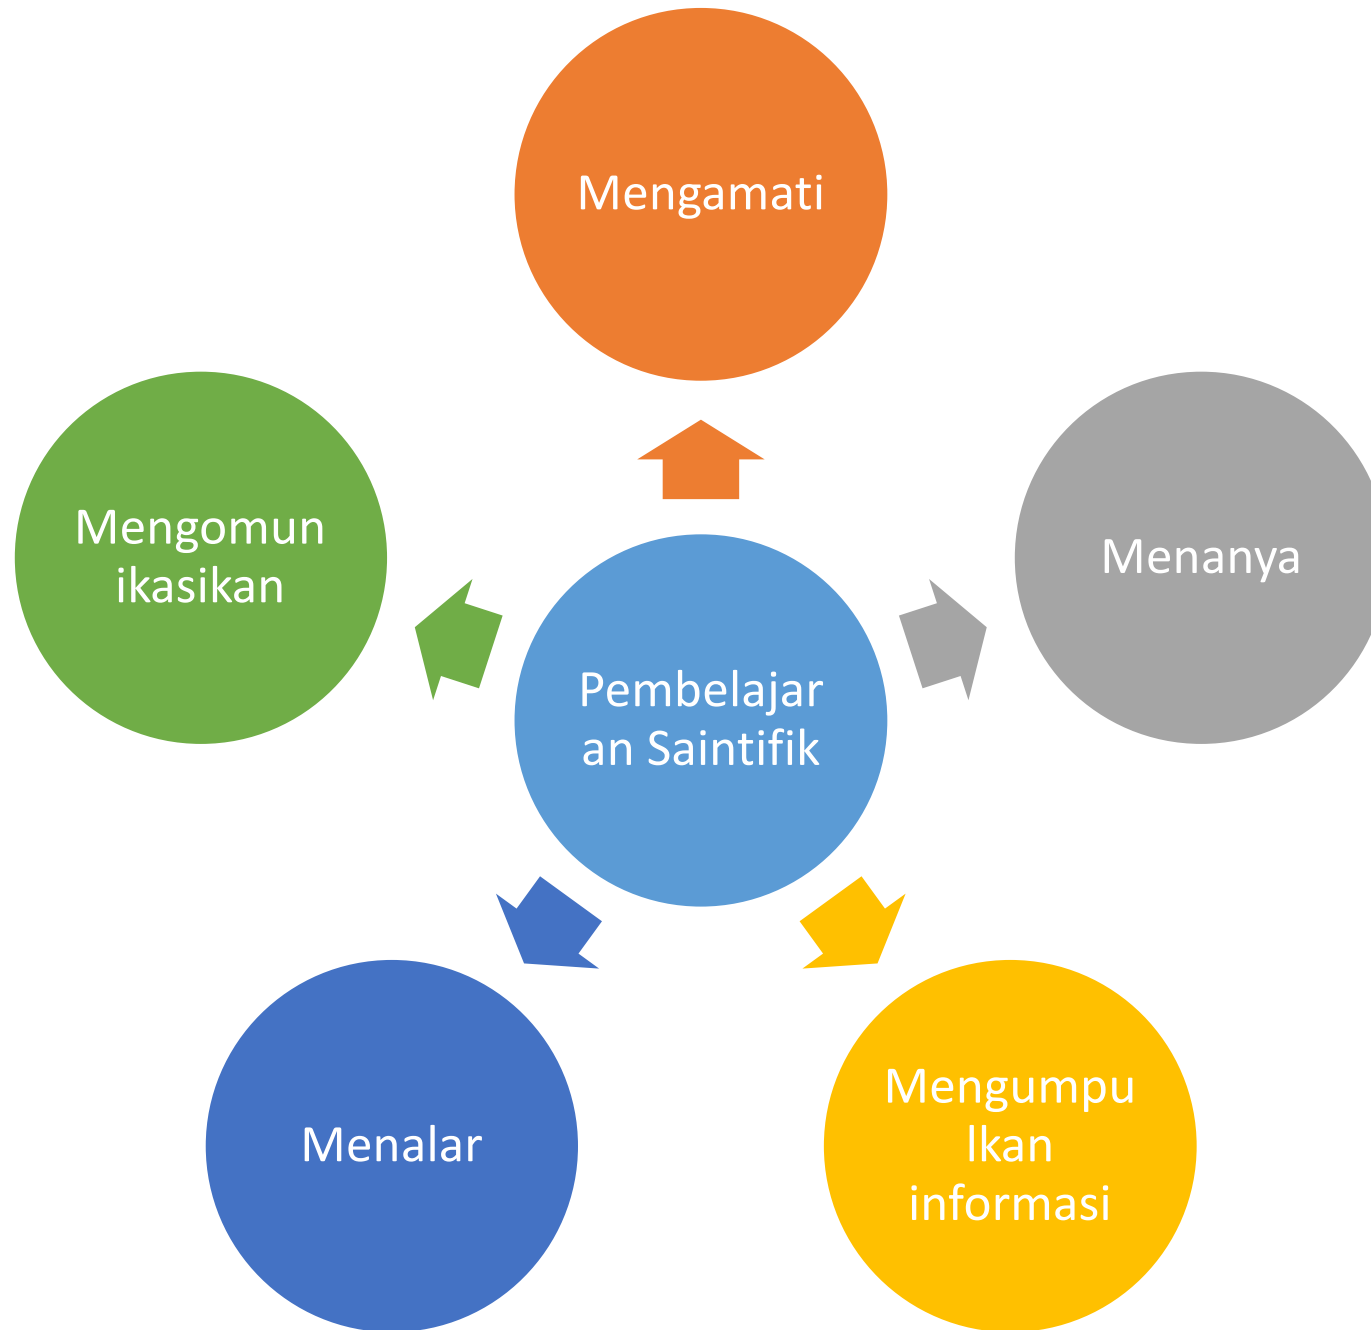 Mengamati
Mengomun
ikasikan
Menanya
Pembelajar
an Saintifik
Menalar
Mengumpu
lkan
informasi